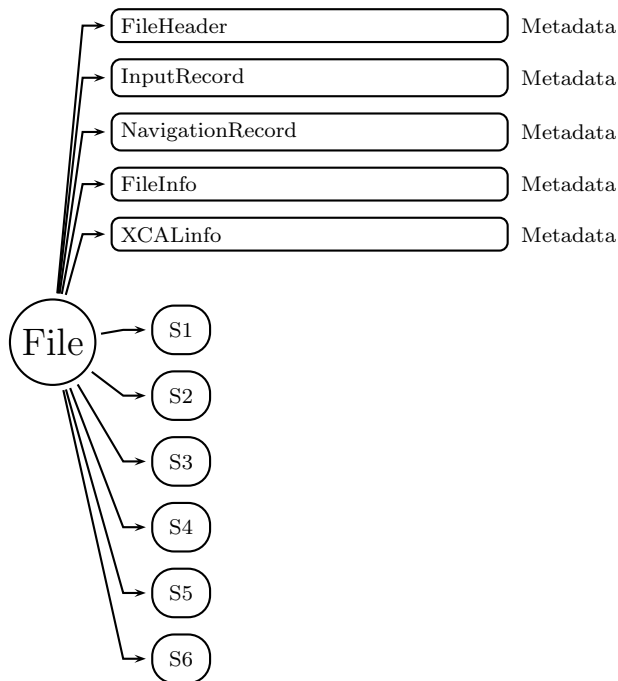 FileHeader Metadata
InputRecord Metadata
NavigationRecord Metadata
FileInfo Metadata
XCALinfo Metadata
File
S1
S2
S3
S4
S5
S6